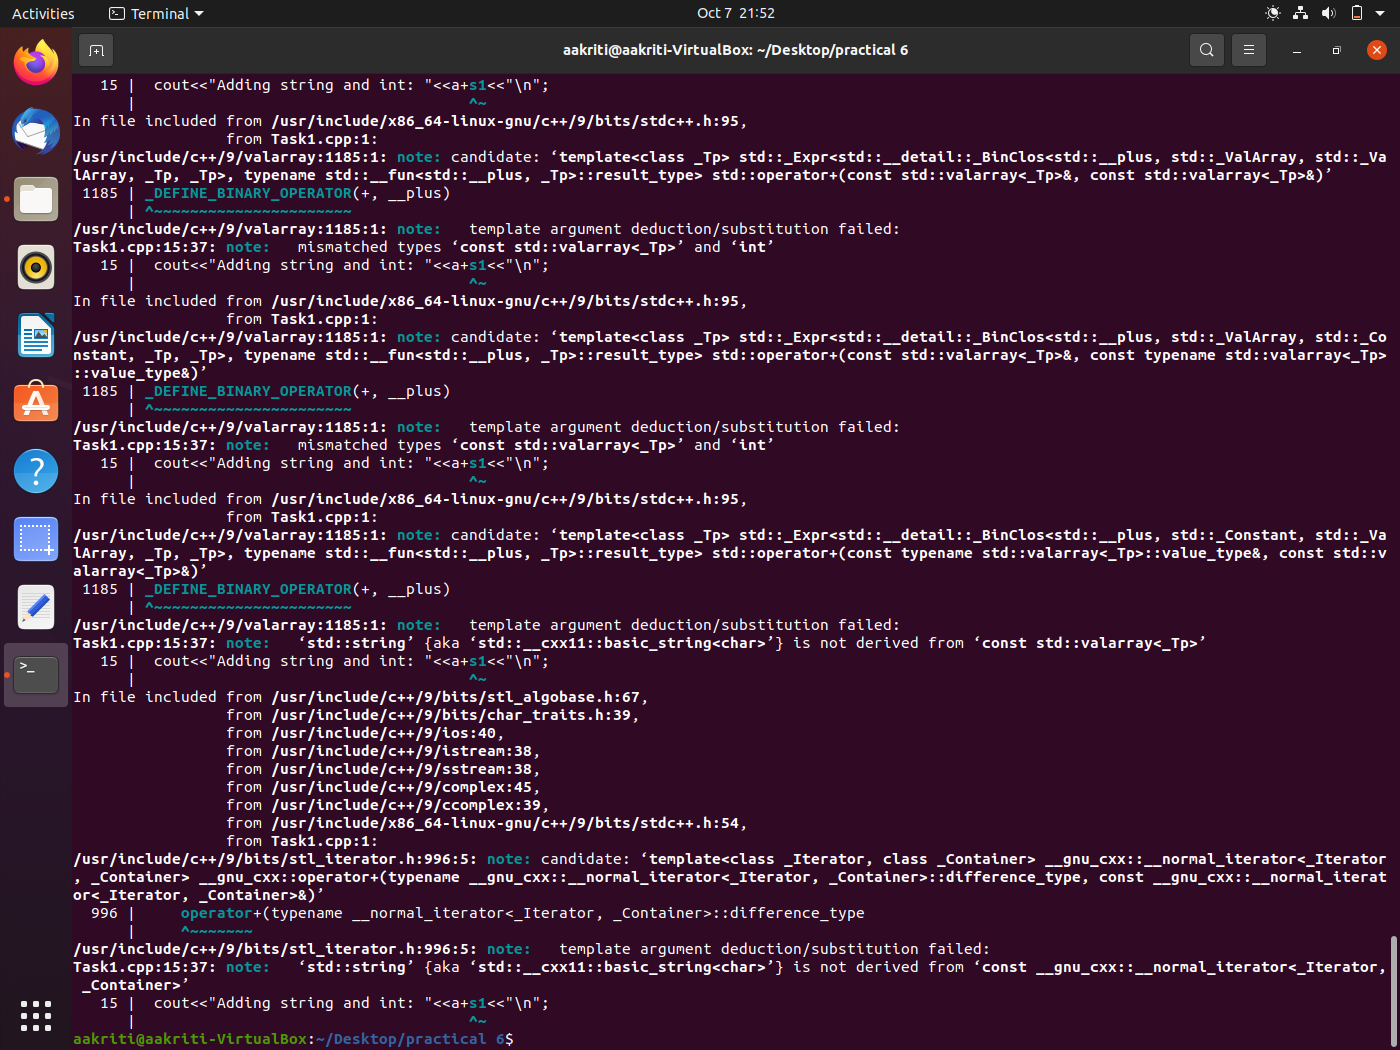 Activities
Terminal
Oct 7 21:52
aakriti@aakriti-VirtualBox: ~/Desktop/practical 6
   15 |  cout<<"Adding string and int: "<<a+s1<<"\n";
      |                                     ^~
In file included from /usr/include/x86_64-linux-gnu/c++/9/bits/stdc++.h:95,
                 from Task1.cpp:1:
/usr/include/c++/9/valarray:1185:1: note: candidate: ‘template<class _Tp> std::_Expr<std::__detail::_BinClos<std::__plus, std::_ValArray, std::_Va
lArray, _Tp, _Tp>, typename std::__fun<std::__plus, _Tp>::result_type> std::operator+(const std::valarray<_Tp>&, const std::valarray<_Tp>&)’
 1185 | _DEFINE_BINARY_OPERATOR(+, __plus)
      | ^~~~~~~~~~~~~~~~~~~~~~~
/usr/include/c++/9/valarray:1185:1: note:   template argument deduction/substitution failed:
Task1.cpp:15:37: note:   mismatched types ‘const std::valarray<_Tp>’ and ‘int’
   15 |  cout<<"Adding string and int: "<<a+s1<<"\n";
      |                                     ^~
In file included from /usr/include/x86_64-linux-gnu/c++/9/bits/stdc++.h:95,
                 from Task1.cpp:1:
/usr/include/c++/9/valarray:1185:1: note: candidate: ‘template<class _Tp> std::_Expr<std::__detail::_BinClos<std::__plus, std::_ValArray, std::_Co
nstant, _Tp, _Tp>, typename std::__fun<std::__plus, _Tp>::result_type> std::operator+(const std::valarray<_Tp>&, const typename std::valarray<_Tp>
::value_type&)’
 1185 | _DEFINE_BINARY_OPERATOR(+, __plus)
      | ^~~~~~~~~~~~~~~~~~~~~~~
/usr/include/c++/9/valarray:1185:1: note:   template argument deduction/substitution failed:
Task1.cpp:15:37: note:   mismatched types ‘const std::valarray<_Tp>’ and ‘int’
   15 |  cout<<"Adding string and int: "<<a+s1<<"\n";
      |                                     ^~
In file included from /usr/include/x86_64-linux-gnu/c++/9/bits/stdc++.h:95,
                 from Task1.cpp:1:
/usr/include/c++/9/valarray:1185:1: note: candidate: ‘template<class _Tp> std::_Expr<std::__detail::_BinClos<std::__plus, std::_Constant, std::_Va
lArray, _Tp, _Tp>, typename std::__fun<std::__plus, _Tp>::result_type> std::operator+(const typename std::valarray<_Tp>::value_type&, const std::v
alarray<_Tp>&)’
 1185 | _DEFINE_BINARY_OPERATOR(+, __plus)
      | ^~~~~~~~~~~~~~~~~~~~~~~
/usr/include/c++/9/valarray:1185:1: note:   template argument deduction/substitution failed:
Task1.cpp:15:37: note:   ‘std::string’ {aka ‘std::__cxx11::basic_string<char>’} is not derived from ‘const std::valarray<_Tp>’
   15 |  cout<<"Adding string and int: "<<a+s1<<"\n";
      |                                     ^~
In file included from /usr/include/c++/9/bits/stl_algobase.h:67,
                 from /usr/include/c++/9/bits/char_traits.h:39,
                 from /usr/include/c++/9/ios:40,
                 from /usr/include/c++/9/istream:38,
                 from /usr/include/c++/9/sstream:38,
                 from /usr/include/c++/9/complex:45,
                 from /usr/include/c++/9/ccomplex:39,
                 from /usr/include/x86_64-linux-gnu/c++/9/bits/stdc++.h:54,
                 from Task1.cpp:1:
/usr/include/c++/9/bits/stl_iterator.h:996:5: note: candidate: ‘template<class _Iterator, class _Container> __gnu_cxx::__normal_iterator<_Iterator
, _Container> __gnu_cxx::operator+(typename __gnu_cxx::__normal_iterator<_Iterator, _Container>::difference_type, const __gnu_cxx::__normal_iterat
or<_Iterator, _Container>&)’
  996 |     operator+(typename __normal_iterator<_Iterator, _Container>::difference_type
      |     ^~~~~~~~
/usr/include/c++/9/bits/stl_iterator.h:996:5: note:   template argument deduction/substitution failed:
Task1.cpp:15:37: note:   ‘std::string’ {aka ‘std::__cxx11::basic_string<char>’} is not derived from ‘const __gnu_cxx::__normal_iterator<_Iterator,
 _Container>’
   15 |  cout<<"Adding string and int: "<<a+s1<<"\n";
      |                                     ^~
aakriti@aakriti-VirtualBox:~/Desktop/practical 6$